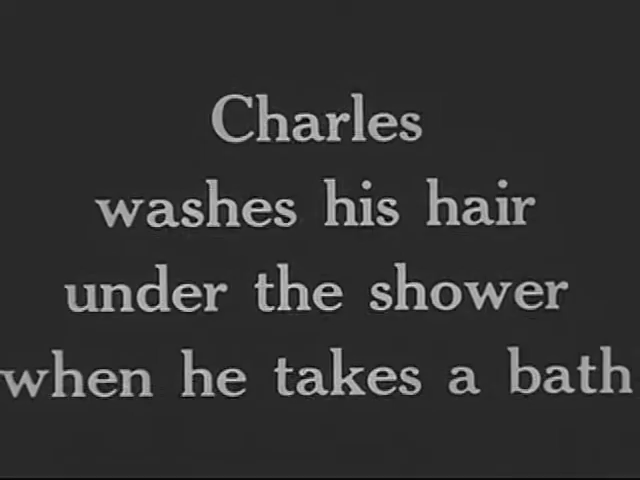 Charles
washes his hair
under the shower
when he takes a bath